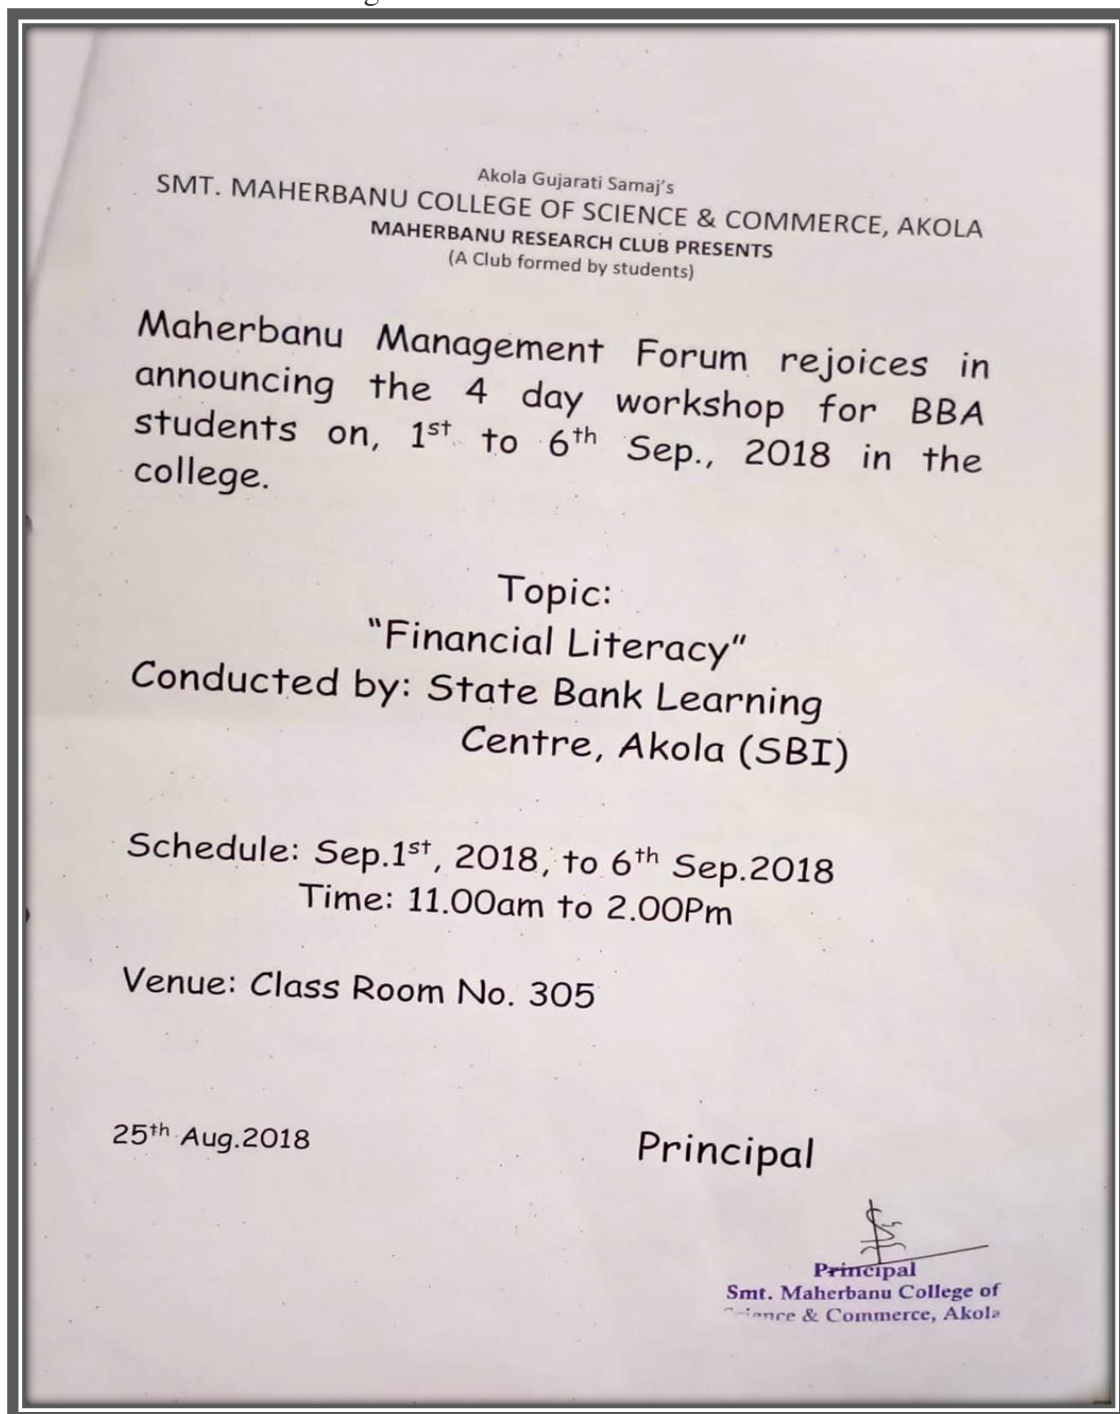 Akola Gujarati Samaj's
SMT. MAHERBANU COLLEGE OF SCIENCE & COMMERCE, AKOLA
MAHERBANU RESEARCH CLUB PRESENTS
(A Club formed by students)
Maherbanu Management Forum rejoices in
announcing the 4 day workshop for BBA
students on, 1st to 6th Sep., 2018 in the
college.
Topic:
"Financial Literacy"
Conducted by: State Bank Learning
Centre, Akola (SBI)
Schedule: Sep.1st, 2018, to 6th Sep.2018
Time: 11.00am to 2.00Pm
Venue: Class Room No. 305
25th Aug.2018
Principal
Principal
Smt. Maherbanu College of
& Commerce, Akola